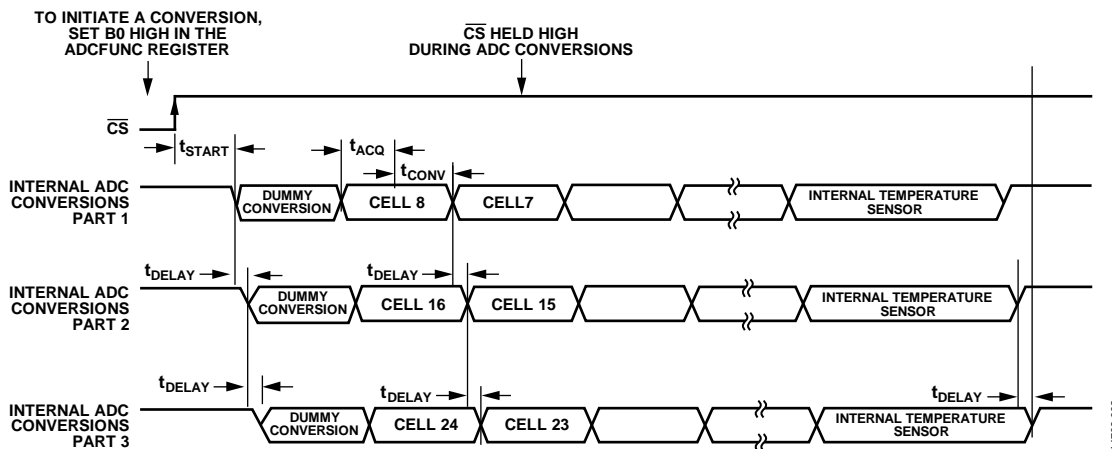 TO INITIATE A CONVERSION,
SET B0 HIGH IN THE
ADCFUNC REGISTER
CS HELD HIGH
DURING ADC CONVERSIONS
CS
tSTART
tACQ
tCONV
INTERNAL ADC
CONVERSIONS
PART 1
DUMMY
CONVERSION
CELL 8
CELL7
INTERNAL TEMPERATURE
SENSOR
tDELAY
tDELAY
INTERNAL ADC
CONVERSIONS
PART 2
DUMMY
CONVERSION
CELL 16
CELL 15
INTERNAL TEMPERATURE
SENSOR
tDELAY
tDELAY
tDELAY
INTERNAL ADC
CONVERSIONS
PART 3
DUMMY
CONVERSION
CELL 24
CELL 23
INTERNAL TEMPERATURE
SENSOR